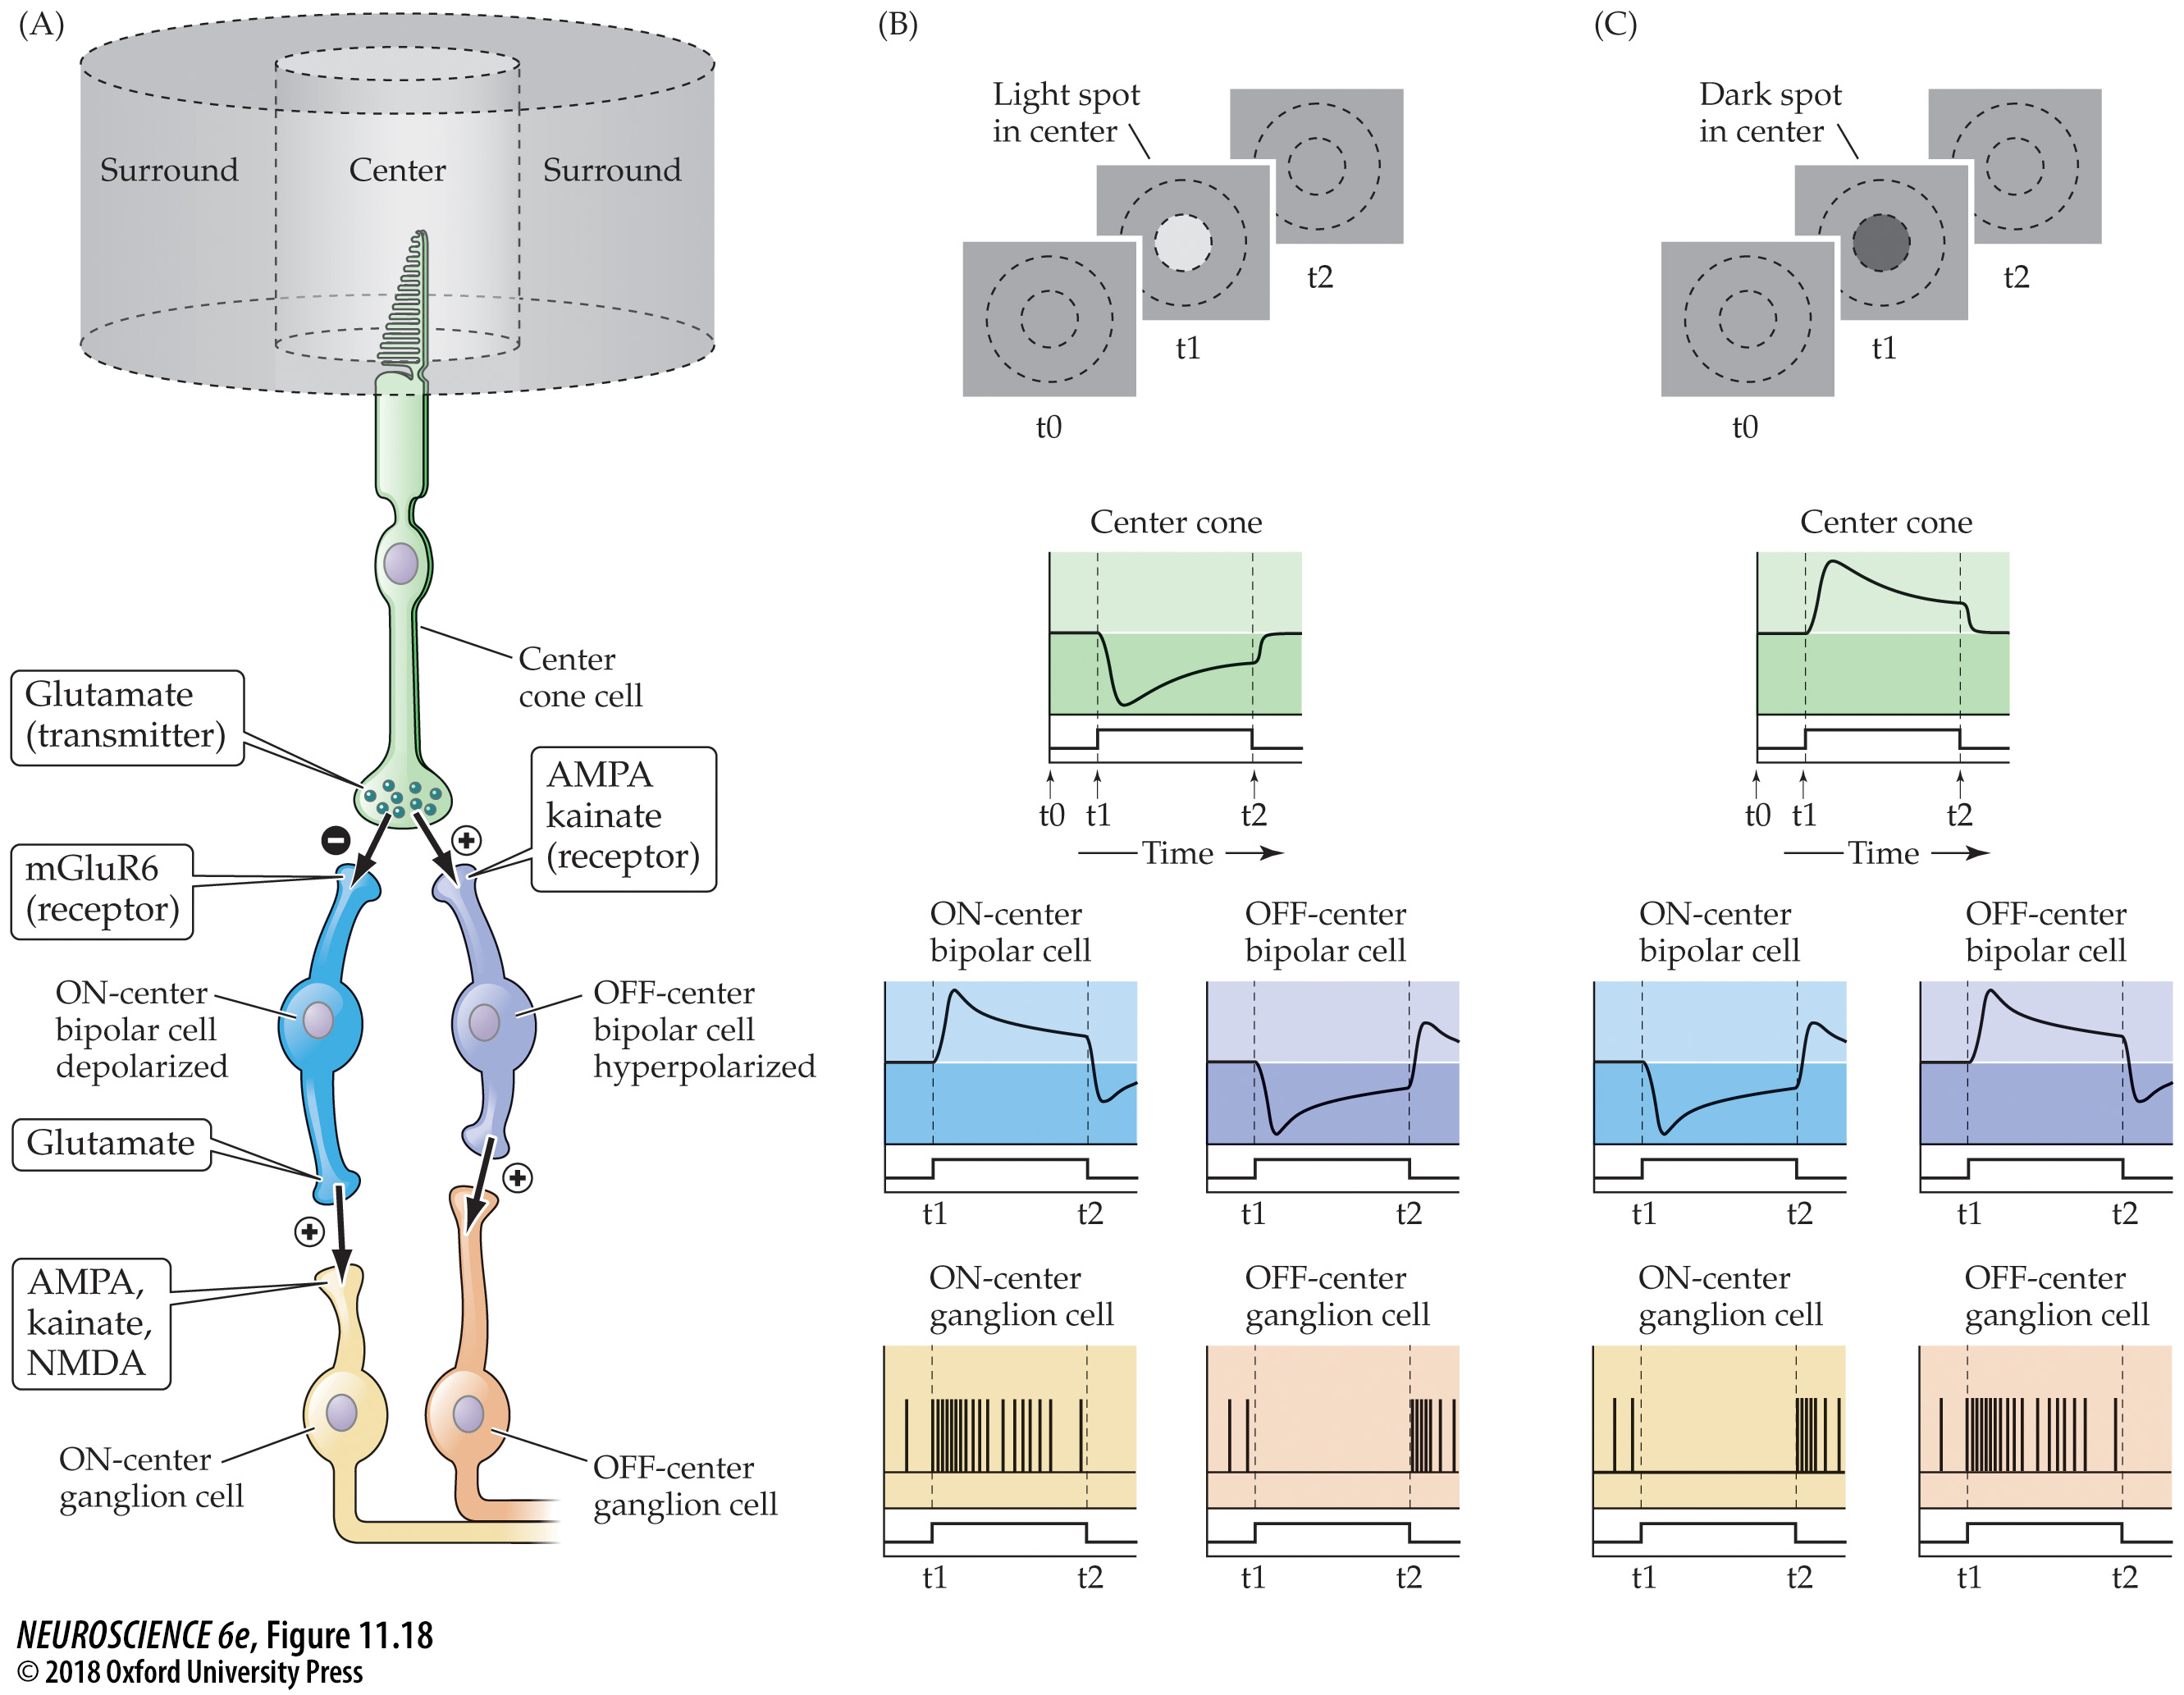 (A)
Surround
Center
Surround
Center
cone cell
Glutamate
(transmitter)
AMPA
kainate
(receptor)
−
+
mGluR6
(receptor)
ON-center
bipolar cell
depolarized
OFF-center
bipolar cell
hyperpolarized
Glutamate
+
+
AMPA,
kainate,
NMDA
ON-center
ganglion cell
OFF-center
ganglion cell
(B)
Light spot
in center
t2
t1
t0
Center cone
t0 t1 t2
Time
ON-center
bipolar cell
OFF-center
bipolar cell
t1 t2
t1 t2
ON-center
ganglion cell
OFF-center
ganglion cell
t1 t2
t1 t2
(C)
Dark spot
in center
t2
t1
t0
Center cone
t0 t1 t2
Time
ON-center
bipolar cell
OFF-center
bipolar cell
t1 t2
t1 t2
ON-center
ganglion cell
OFF-center
ganglion cell
t1 t2
t1 t2
NEUROSCIENCE 6e, Figure 11.18
© 2018 Oxford University Press